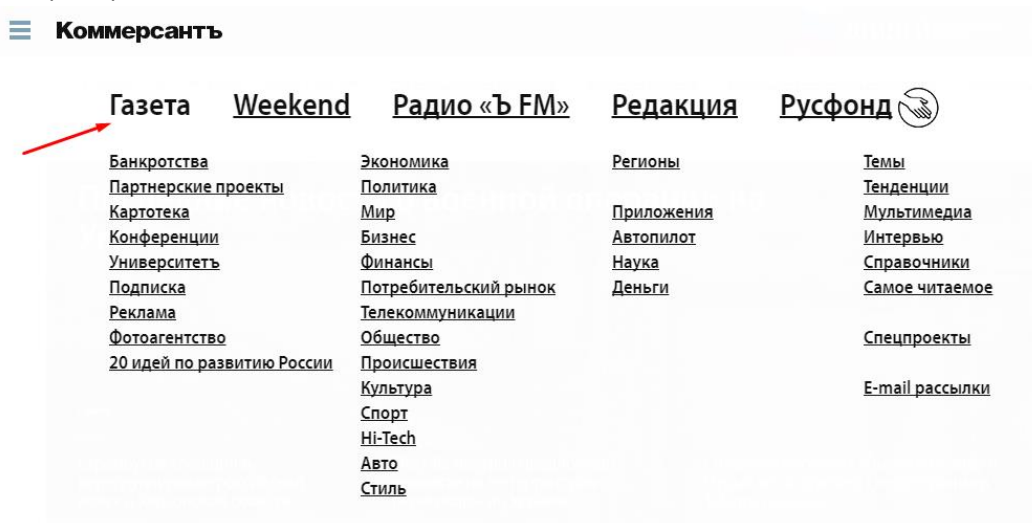 Коммерсантъ
Газета Weekend Радио «Ъ FM» Редакция Русфонд
Банкротства
Партнерские проекты
Картотека
Конференции
Университетъ
Подписка
Реклама
Фотоагентство
20 идей по развитию России
Экономика
Политика
Мир
Бизнес
Финансы
Потребительский рынок
Телекоммуникации
Общество
Происшествия
Культура
Спорт
Hi-Tech
Авто
Стиль
Регионы
Приложения
Автопилот
Наука
Деньги
Темы
Тенденции
Мультимедиа
Интервью
Справочники
Самое читаемое
Спецпроекты
E-mail рассылки